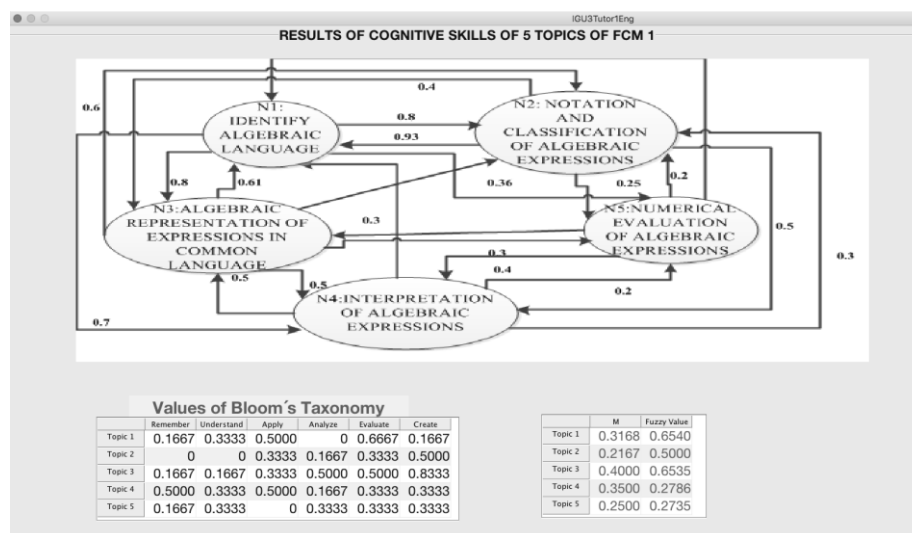 IGU3Tutor1Eng
RESULTS OF COGNITIVE SKILLS OF 5 TOPICS OF FCM 1
0.4
0.6
N1:
IDENTIFY
ALGEBRAIC
LANGUAGE
0.8
0.93
N2: NOTATION
AND
CLASSIFICATION
OF ALGEBRAIC
EXPRESSIONS
0.8
0.61
0.36
0.25
0.2
N3:ALGEBRAIC
REPRESENTATION OF
EXPRESSIONS IN
COMMON
LANGUAGE
0.3
N5:NUMERICAL
EVALUATION
OF ALGEBRAIC
EXPRESSIONS
0.5
0.3
0.3
0.4
0.2
0.5
0.5
N4:INTERPRETATION
OF ALGEBRAIC
EXPRESSIONS
0.7
Values of Bloom´s Taxonomy
Remember Understand Apply Analyze Evaluate Create
Topic 1 0.1667 0.3333 0.5000 0 0.6667 0.1667
Topic 2 0 0 0.3333 0.1667 0.3333 0.5000
Topic 3 0.1667 0.1667 0.3333 0.5000 0.5000 0.8333
Topic 4 0.5000 0.3333 0.5000 0.1667 0.3333 0.3333
Topic 5 0.1667 0.3333 0 0.3333 0.3333 0.3333
M Fuzzy Value
Topic 1 0.3168 0.6540
Topic 2 0.2167 0.5000
Topic 3 0.4000 0.6535
Topic 4 0.3500 0.2786
Topic 5 0.2500 0.2735